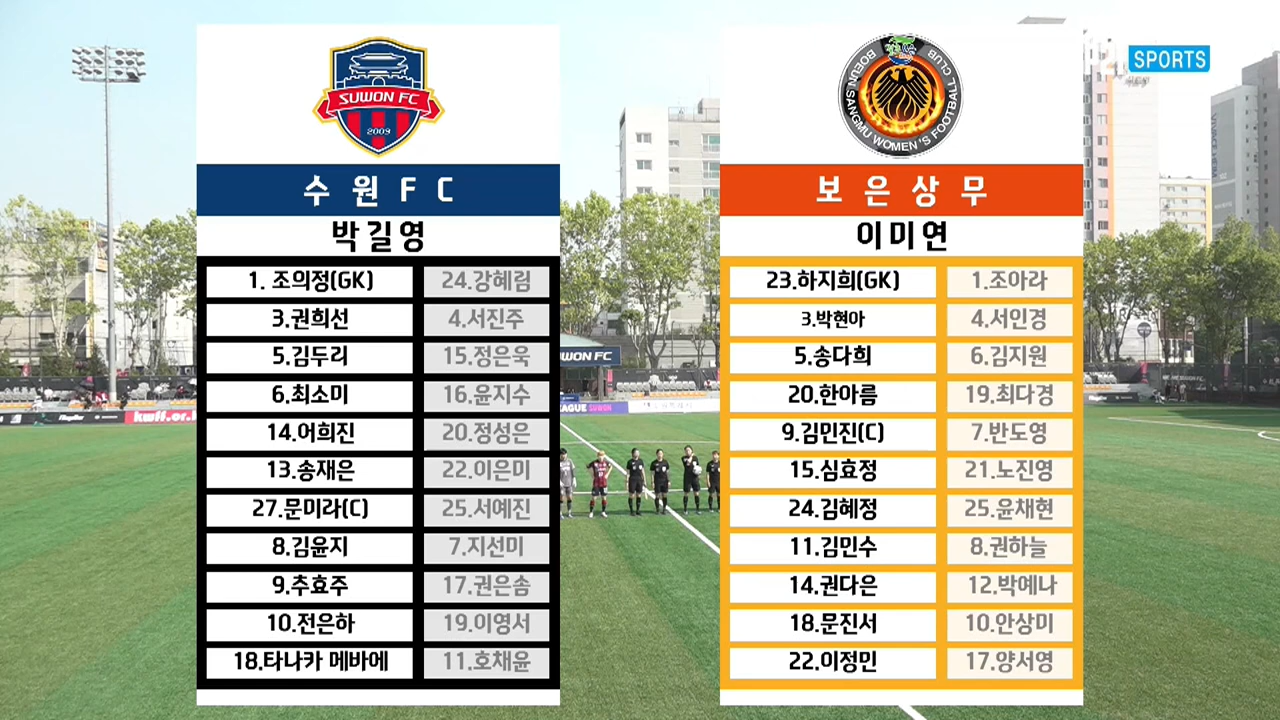 SPORTS
SUWON FC
2003
수원FC
박길영
1. 조의정(GK)
24.강혜림
3.권희선
4.서진주
5.김두리
15.정은욱
6.최소미
16.윤지수
14.어희진
20.정성은
13.송재은
22.이은미
27.문미라(C)
25.서예진
8.김윤지
7.지선미
9.추효주
17.권은솜
10.전은하
19.이영서
18.타나카 메바에
11.호채윤
BOEUN SANGMU WOMEN'S FOOTBALL CLUB
보은상무
이미연
23.하지희(GK)
1.조아라
3.박현아
4.서인경
5.송다희
6.김지원
20.한아름
19.최다경
9.김민진(C)
7.반도영
15.심효정
21.노진영
24.김혜정
25.윤채현
11.김민수
8.권하늘
14.권다은
12.박예나
18.문진서
10.안상미
22.이정민
17.양서영
SUWON FC
LEAGUE SUWON
kwff.or.k